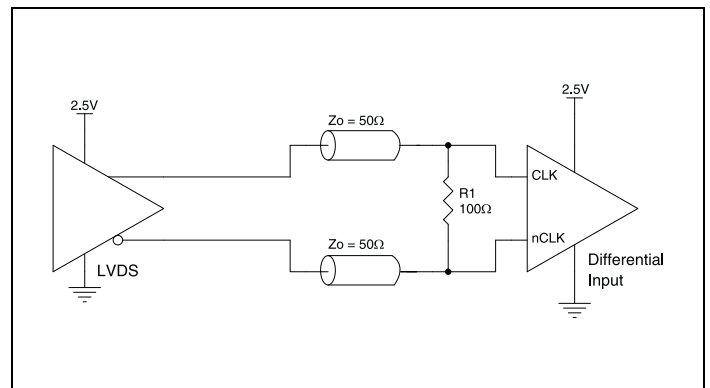 2.5V
2.5V
Zo = 50Ω
CLK
R1
100Ω
nCLK
Zo = 50Ω
LVDS
Differential
Input